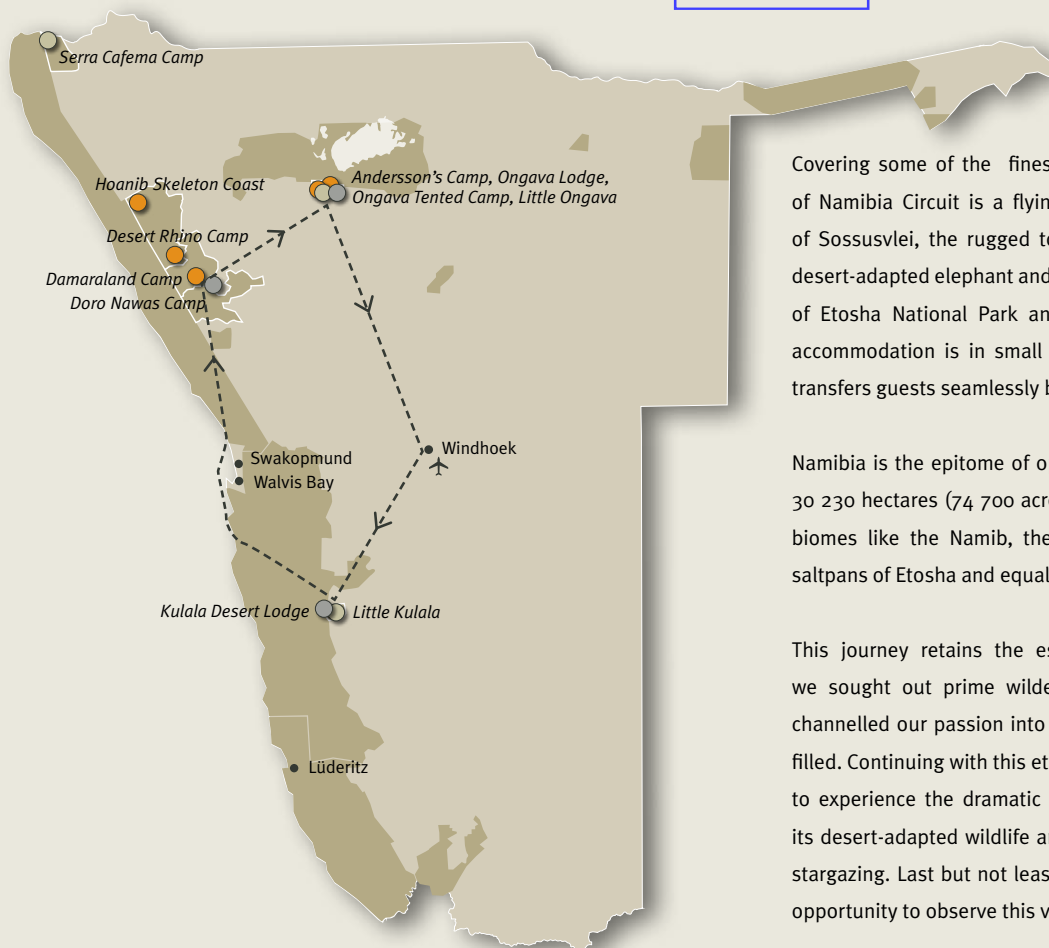 Serra Cafema Camp
Hoanib Skeleton Coast
Andersson's Camp, Ongava Lodge,
Ongava Tented Camp, Little Ongava
Desert Rhino Camp
Damaraland Camp
Doro Nawas Camp
Windhoek
Swakopmund
Walvis Bay
Kulala Desert Lodge
Little Kulala
Lüderitz
Covering some of the finest
of Namibia Circuit is a flyin
of Sossusvlei, the rugged to
desert-adapted elephant and
of Etosha National Park an
accommodation is in small
transfers guests seamlessly b
Namibia is the epitome of o
30 230 hectares (74 700 acr
biomes like the Namib, the
saltpans of Etosha and equal
This journey retains the es
we sought out prime wilde
channelled our passion into
filled. Continuing with this et
to experience the dramatic
its desert-adapted wildlife a
stargazing. Last but not leas
opportunity to observe this v